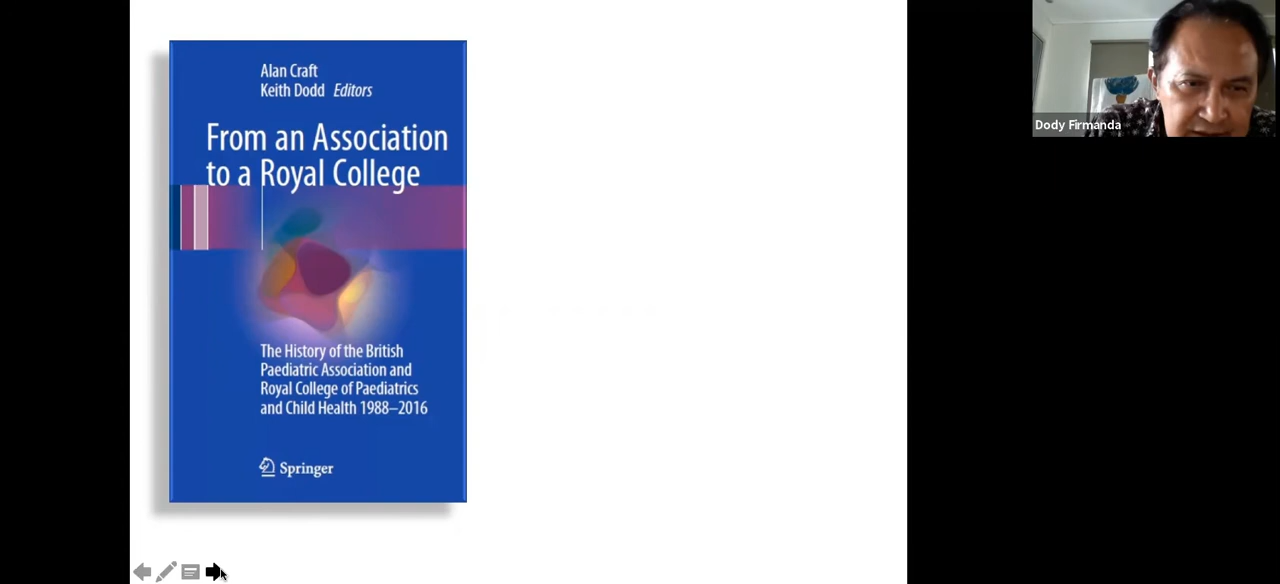 Alan Craft
Keith Dodd Editors
From an Association
to a Royal College
The History of the British
Paediatric Association and
Royal College of Paediatrics
and Child Health 1988–2016
Springer
Dody Firmanda